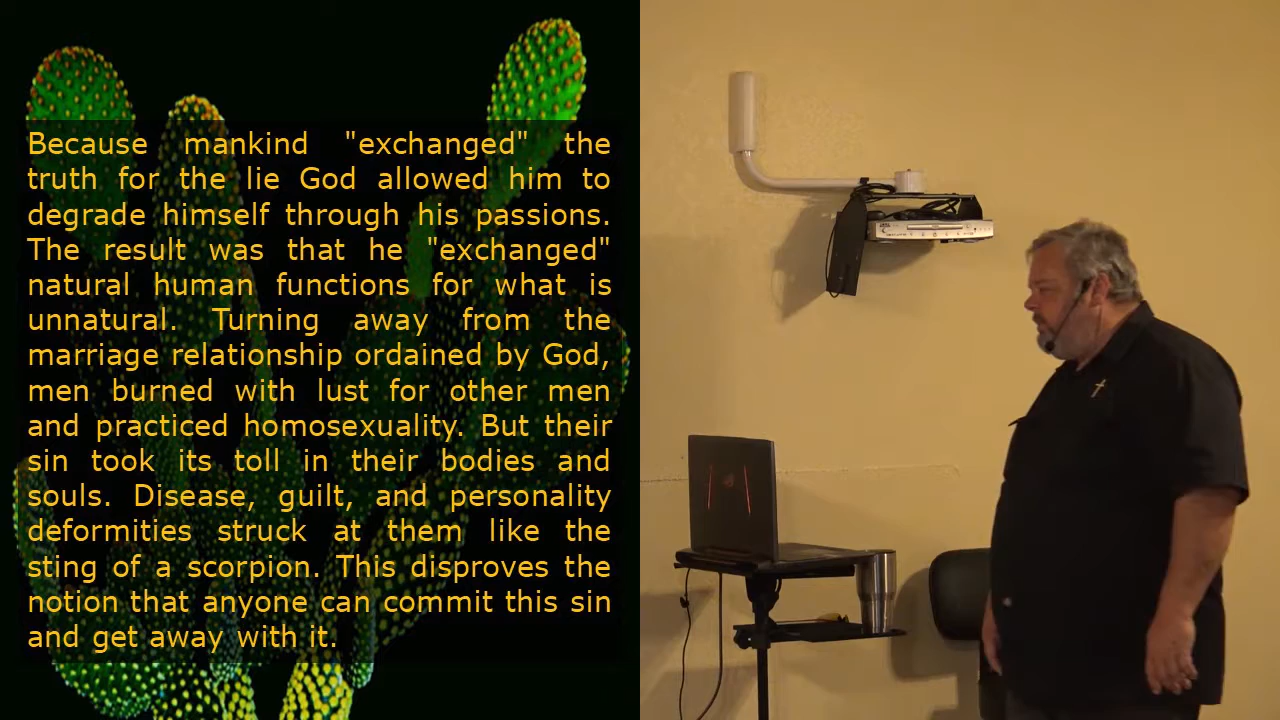 Because mankind "exchanged" the
truth for the lie God allowed him to
degrade himself through his passions.
The result was that he "exchanged"
natural human functions for what is
unnatural. Turning away from the
marriage relationship ordained by God,
men burned with lust for other men
and practiced homosexuality. But their
sin took its toll in their bodies and
souls. Disease, guilt, and personality
deformities struck at them like the
sting of a scorpion. This disproves the
notion that anyone can commit this sin
and get away with it.